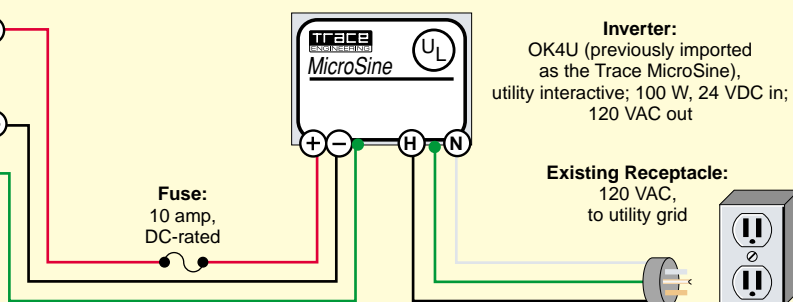 TRACE
ENGINEERING
UL
MicroSine
Inverter:
OK4U (previously imported
as the Trace MicroSine),
utility interactive; 100 W, 24 VDC in;
120 VAC out
+
–
H
N
Existing Receptacle:
120 VAC,
to utility grid
Fuse:
10 amp,
DC-rated